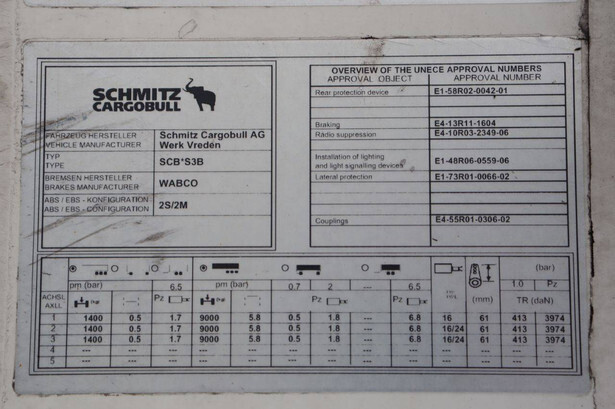 SCHMITZ
CARGOBULL
FAHRZEUG HERSTELLER
VEHICLE MANUFACTURER
Schmitz Cargobull AG
Werk Vreden
TYP
TYPE
SCB*S3B
BREMSEN HERSTELLER
BRAKES MANUFACTURER
WABCO
ABS / EBS - KONFIGURATION
ABS / EBS - CONFIGURATION
2S/2M
OVERVIEW OF THE UNECE APPROVAL NUMBERS
APPROVAL OBJECT APPROVAL NUMBER
Rear protection device E1-58R02-0042-01
Braking E4-13R11-1604
Radio suppression E4-10R03-2349-06
Installation of lighting
and light signalling devices E1-48R06-0559-06
Lateral protection E1-73R01-0066-02
Couplings E4-55R01-0306-02
(bar)
pm (bar) 6.5 pm (bar) 0.7 2 --- 6.5 1.0 Pz
ACHSE
AXLE Pz Pz Pz (mm) TR (daN)
1 1400 0.5 1.7 9000 5.8 0.5 1.8 --- 6.8 16 61 413 3974
2 1400 0.5 1.7 9000 5.8 0.5 1.8 --- 6.8 16/24 61 413 3974
3 1400 0.5 1.7 9000 5.8 0.5 1.8 --- 6.8 16/24 61 413 3974
4 --- --- --- --- --- --- --- --- --- --- --- --- ---
5 --- --- --- --- --- --- --- --- --- --- --- --- ---